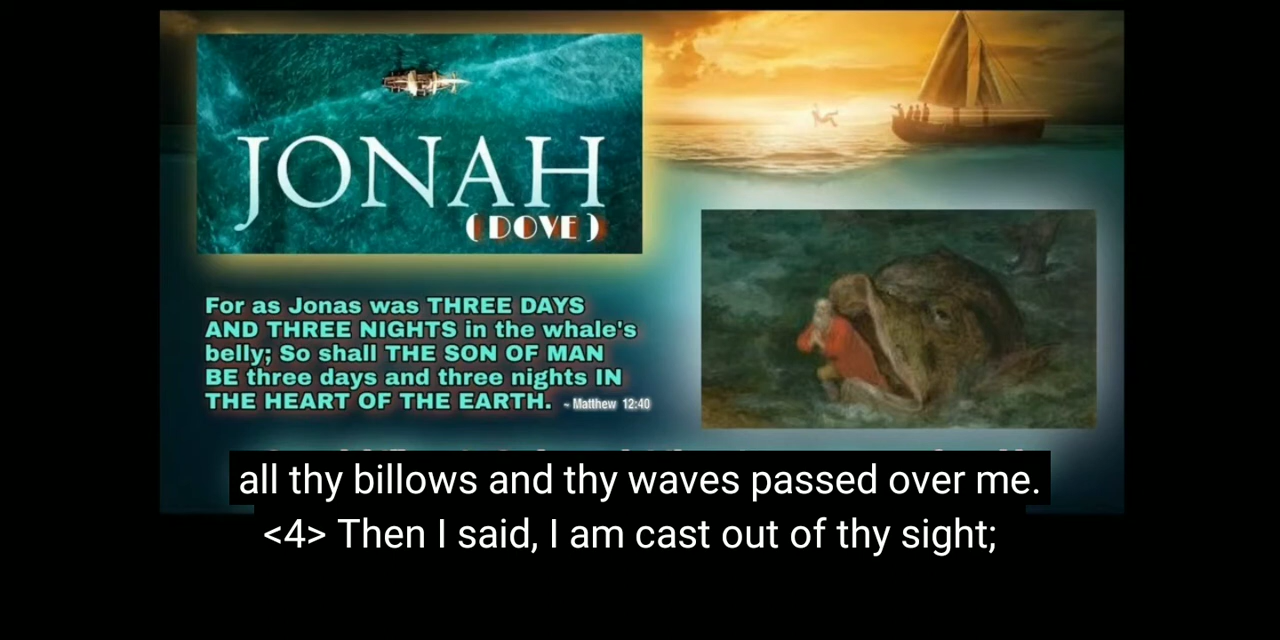 JONAH
( DOVE )
For as Jonas was THREE DAYS
AND THREE NIGHTS in the whale's
belly; So shall THE SON OF MAN
BE three days and three nights IN
THE HEART OF THE EARTH. ~ Matthew 12:40
all thy billows and thy waves passed over me.
<4> Then I said, I am cast out of thy sight;